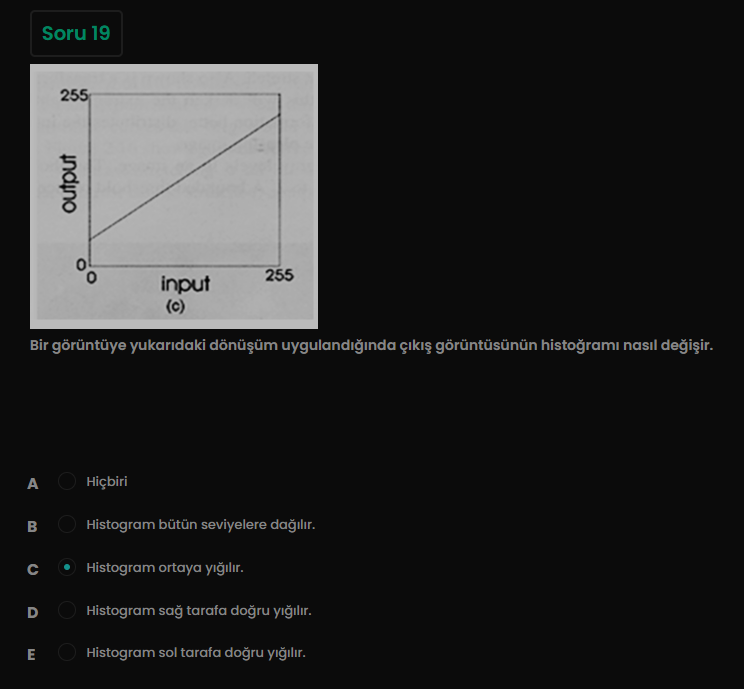 Soru 19
255
output
0
0
input
255
(c)
Bir görüntüye yukarıdaki dönüşüm uygulandığında çıkış görüntüsünün histoğramı nasıl değişir.
A Hiçbiri
B Histogram bütün seviyelere dağılır.
C Histogram ortaya yığılır.
D Histogram sağ tarafa doğru yığılır.
E Histogram sol tarafa doğru yığılır.